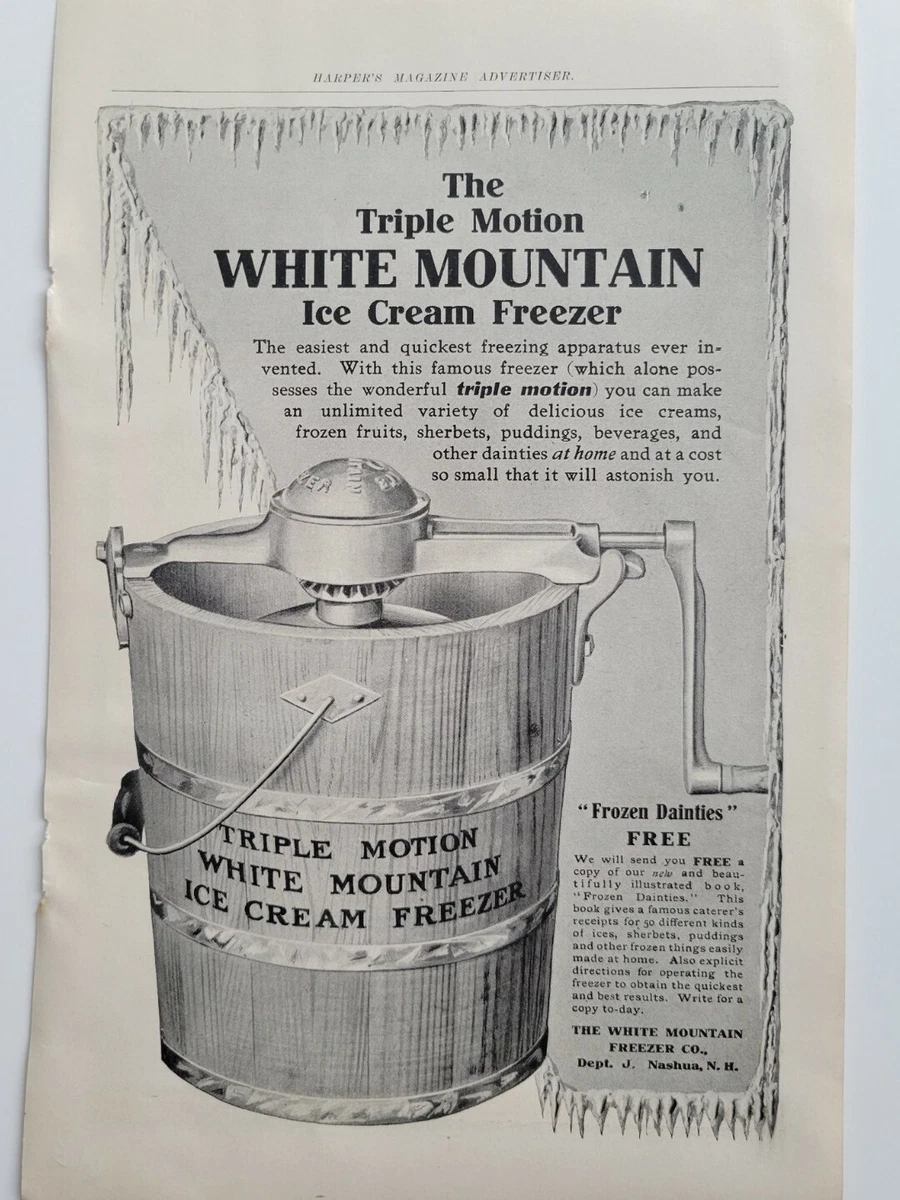 HARPER'S MAGAZINE ADVERTISER.
The
Triple Motion
WHITE MOUNTAIN
Ice Cream Freezer
The easiest and quickest freezing apparatus ever in-
vented. With this famous freezer (which alone pos-
sesses the wonderful triple motion) you can make
an unlimited variety of delicious ice creams,
frozen fruits, sherbets, puddings, beverages, and
other dainties at home and at a cost
so small that it will astonish you.
TRIPLE MOTION
WHITE MOUNTAIN
ICE CREAM FREEZER
"Frozen Dainties"
FREE
We will send you FREE a
copy of our new and beau-
tifully illustrated book,
"Frozen Dainties." This
book gives a famous caterer's
receipts for 50 different kinds
of ices, sherbets, puddings
and other frozen things easily
made at home. Also explicit
directions for operating the
freezer to obtain the quickest
and best results. Write for a
copy to-day.
THE WHITE MOUNTAIN
FREEZER CO.,
Dept. J. Nashua, N. H.